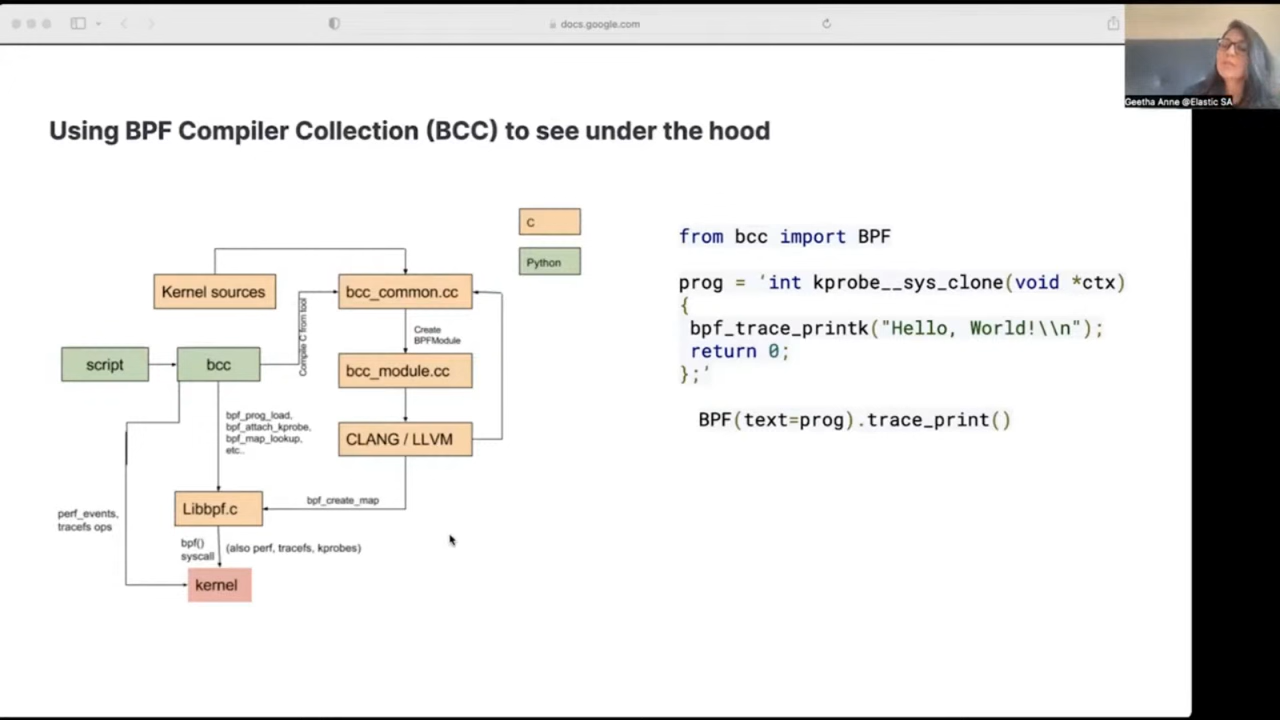 docs.google.com
Geetha Anne @Elastic SA
Using BPF Compiler Collection (BCC) to see under the hood
C
Python
Kernel sources
bcc_common.cc
Compile C from tool
Create
BPFModule
script
bcc
bcc_module.cc
bpf_prog_load,
bpf_attach_kprobe,
bpf_map_lookup,
etc..
CLANG / LLVM
perf_events,
tracefs ops
Libbpf.c
bpf_create_map
bpf()
syscall
(also perf, tracefs, kprobes)
kernel
from bcc import BPF
prog = ‘int kprobe__sys_clone(void *ctx)
{
bpf_trace_printk("Hello, World!\\n");
return 0;
};’
BPF(text=prog).trace_print()